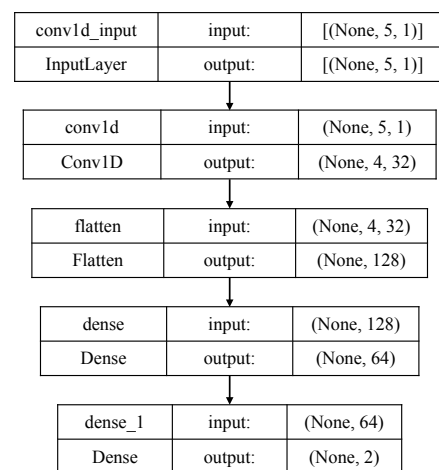 conv1d_input input: [(None, 5, 1)]
InputLayer output: [(None, 5, 1)]
conv1d input: (None, 5, 1)
Conv1D output: (None, 4, 32)
flatten input: (None, 4, 32)
Flatten output: (None, 128)
dense input: (None, 128)
Dense output: (None, 64)
dense_1 input: (None, 64)
Dense output: (None, 2)